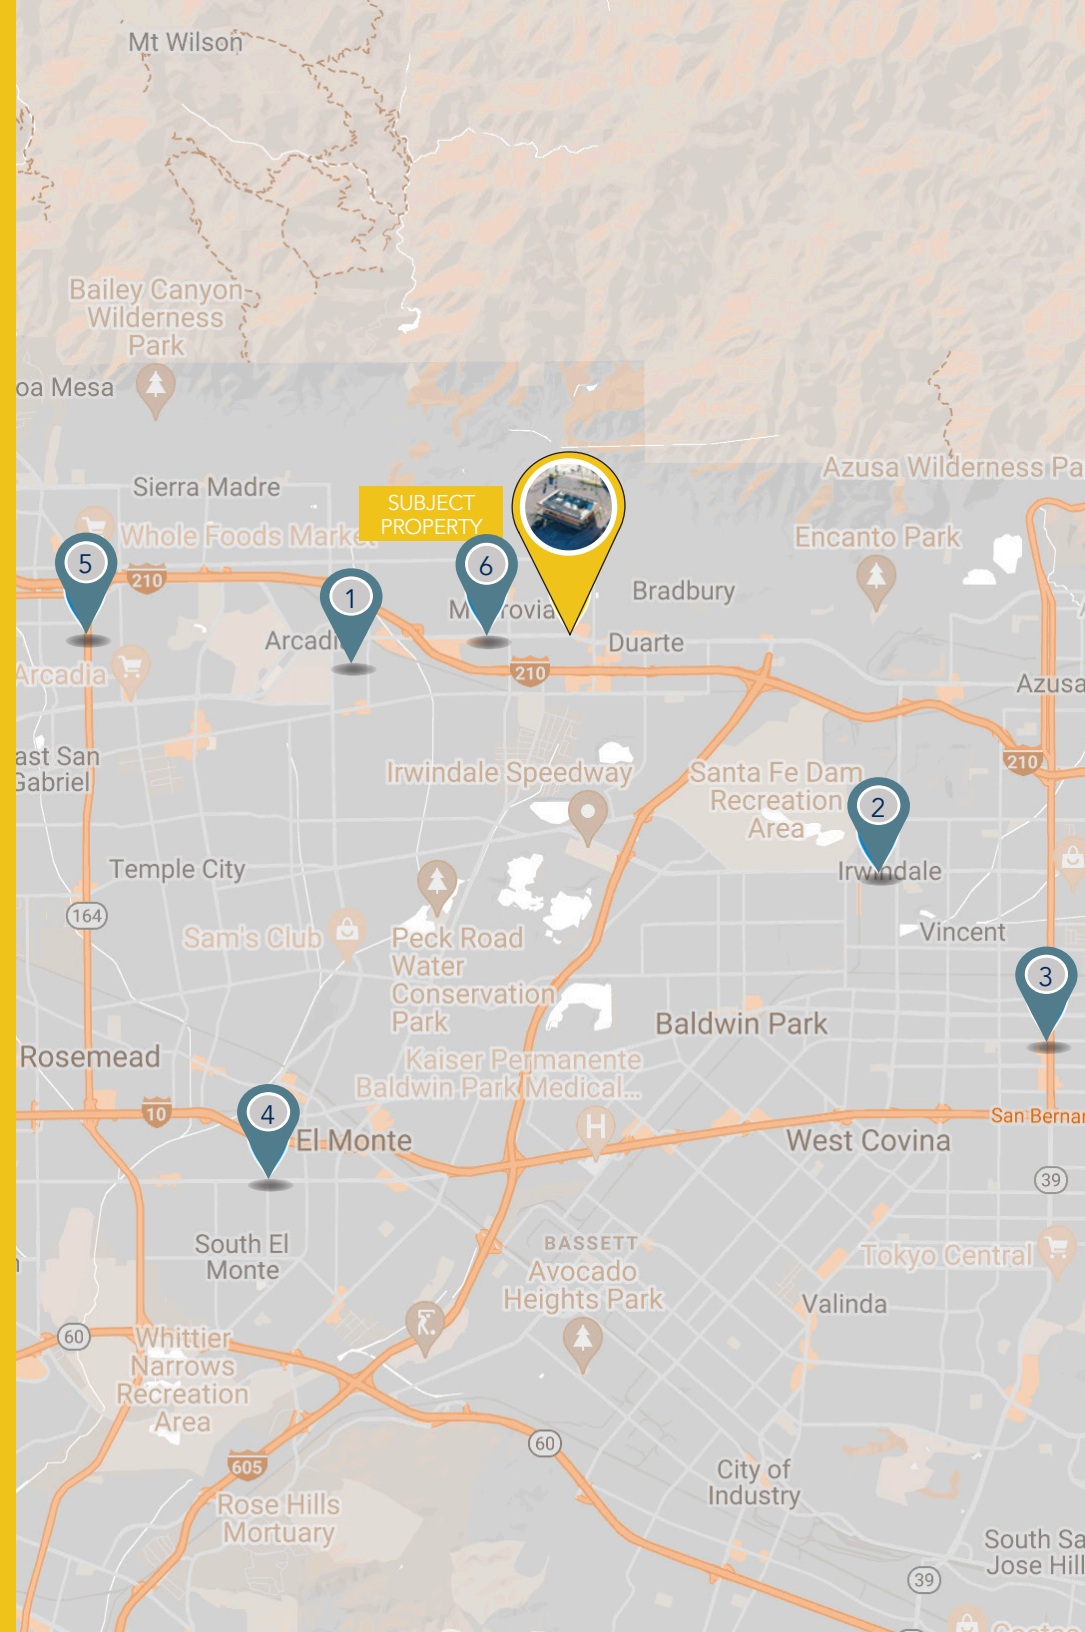 Mt Wilson
Bailey Canyon
Wilderness
Park
oa Mesa
Azusa Wilderness Pa
Sierra Madre
SUBJECT
PROPERTY
Whole Foods Market
Encanto Park
5
6
210
1
Bradbury
Arcadia
Duarte
210
Arcadia
Azusa
ast San
Gabriel
210
Irwindale Speedway
Santa Fe Dam
Recreation
Area
2
Irwindale
Temple City
164
Sam's Club
Peck Road
Water
Conservation
Park
Vincent
3
Baldwin Park
Rosemead
Kaiser Permanente
Baldwin Park Medical...
10
4
H
San Bernar
El Monte
West Covina
39
South El
Monte
BASSETT
Avocado
Heights Park
Tokyo Central
Valinda
60
Whittier
Narrows
Recreation
Area
60
605
City of
Industry
Rose Hills
Mortuary
South Sa
Jose Hill
39